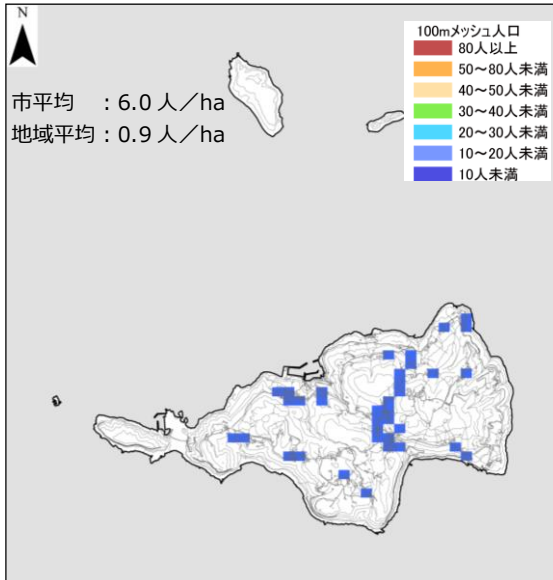 N
市平均 ：6.0 人／ha
地域平均：0.9 人／ha
100mメッシュ人口
80人以上
50～80人未満
40～50人未満
30～40人未満
20～30人未満
10～20人未満
10人未満